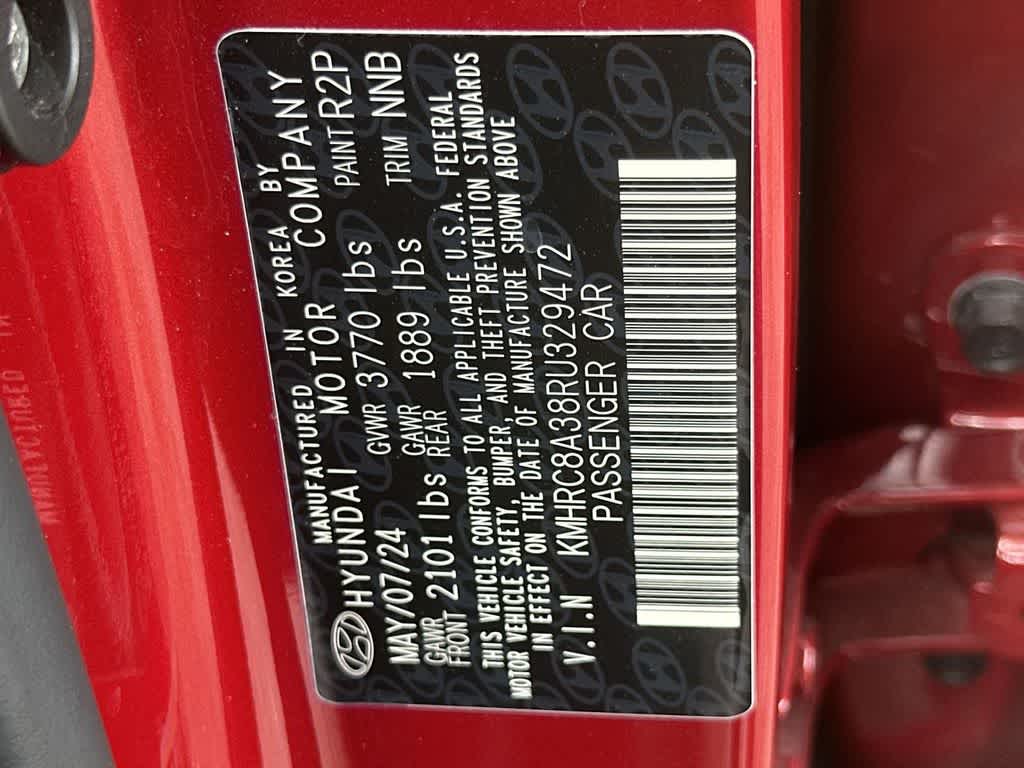 MANUFACTURED IN KOREA BY
HYUNDAI MOTOR COMPANY
MAY/07/24 GVWR 3770 lbs PAINT R2P
GAWR FRONT 2101 lbs GAWR REAR 1889 lbs TRIM NNB
THIS VEHICLE CONFORMS TO ALL APPLICABLE U.S.A. FEDERAL
MOTOR VEHICLE SAFETY, BUMPER, AND THEFT PREVENTION STANDARDS
IN EFFECT ON THE DATE OF MANUFACTURE SHOWN ABOVE
V.I.N KMHRC8A38RU329472
PASSENGER CAR